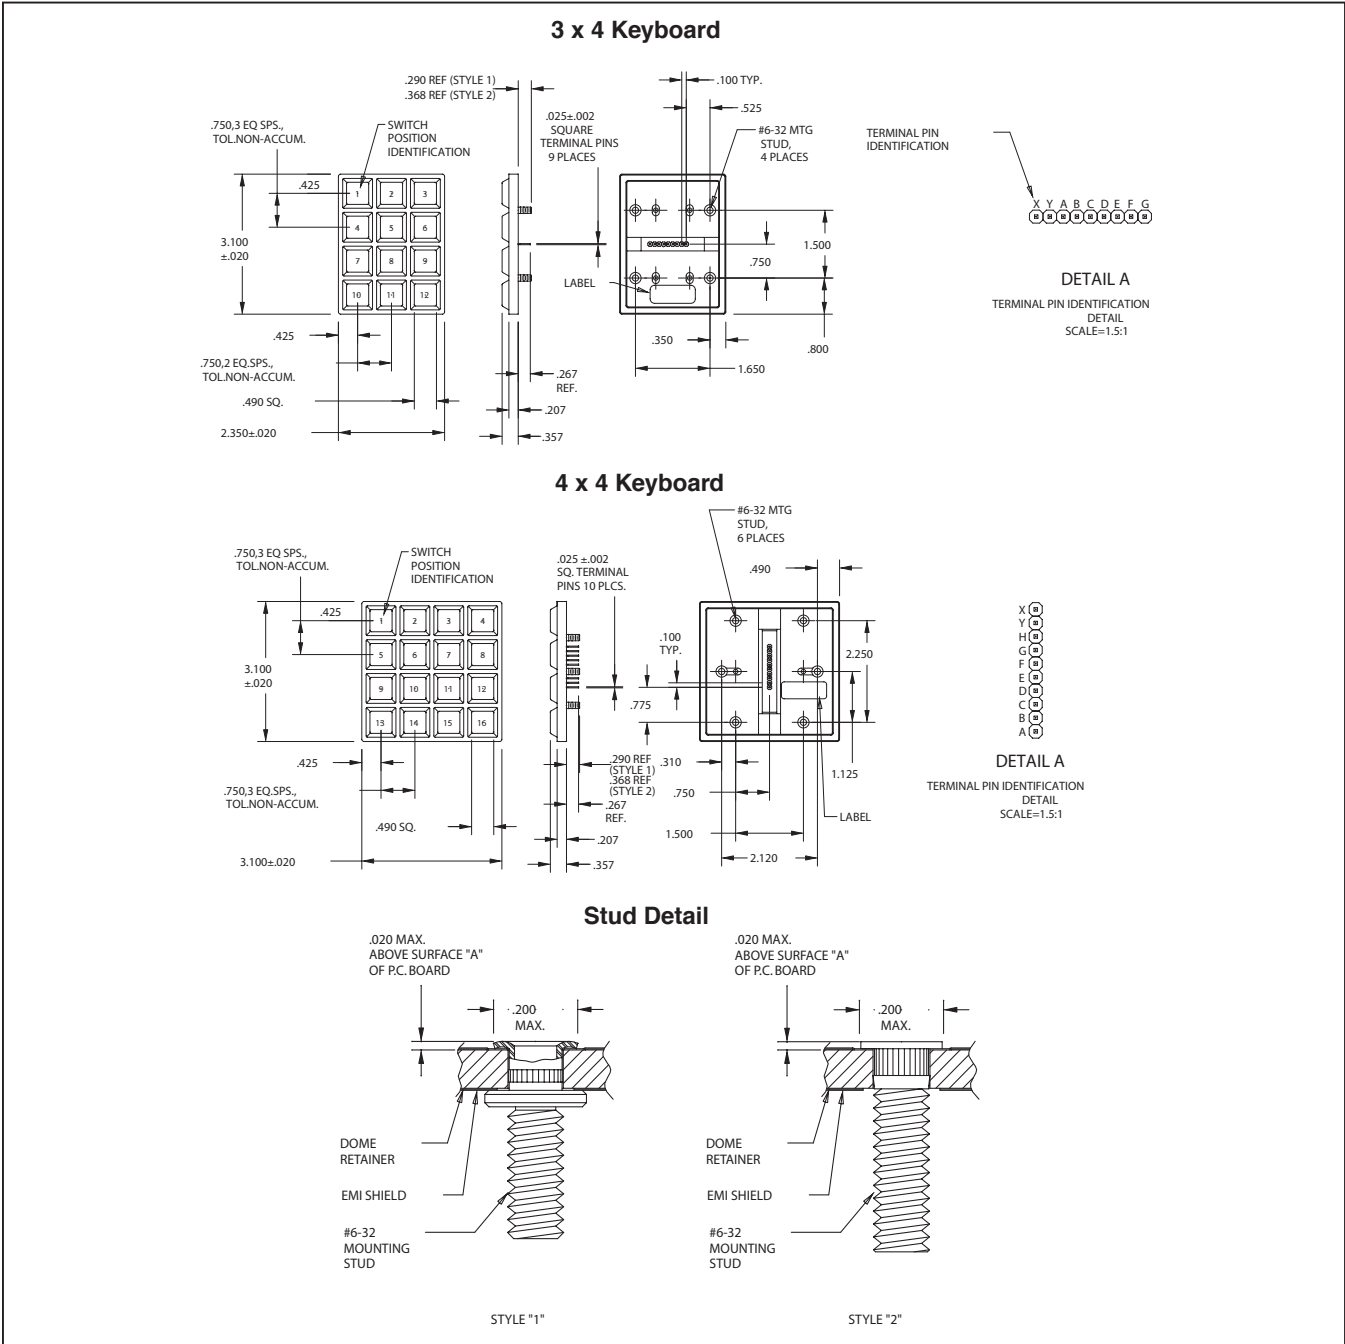 3 x 4 Keyboard
.290 REF (STYLE 1)
.368 REF (STYLE 2)
.100 TYP.
.525
.025±.002
SQUARE
TERMINAL PINS
9 PLACES
#6-32 MTG
STUD,
4 PLACES
.750,3 EQ SPS.,
TOL.NON-ACCUM.
SWITCH
POSITION
IDENTIFICATION
TERMINAL PIN
IDENTIFICATION
.425
1 2 3
4 5 6
7 8 9
10 11 12
3.100
±.020
X Y A B C D E F G
1.500
.750
LABEL
DETAIL A
TERMINAL PIN IDENTIFICATION
DETAIL
SCALE=1.5:1
.425
.350
.800
.750,2 EQ.SPS.,
TOL.NON-ACCUM.
.267
REF.
1.650
.490 SQ.
.207
2.350±.020
.357
4 x 4 Keyboard
#6-32 MTG
STUD,
6 PLACES
.750,3 EQ SPS.,
TOL.NON-ACCUM.
SWITCH
POSITION
IDENTIFICATION
.025 ±.002
SQ. TERMINAL
PINS 10 PLCS.
.490
.425
1 2 3 4
5 6 7 8
9 10 11 12
13 14 15 16
3.100
±.020
.100
TYP.
2.250
.775
X
Y
H
G
F
E
D
C
B
A
DETAIL A
TERMINAL PIN IDENTIFICATION
DETAIL
SCALE=1.5:1
.425
.290 REF
(STYLE 1)
.368 REF
(STYLE 2)
.310
1.125
.750,3 EQ.SPS.,
TOL.NON-ACCUM.
.267
REF.
.750
LABEL
.490 SQ.
.207
1.500
3.100±.020
.357
2.120
Stud Detail
.020 MAX.
ABOVE SURFACE "A"
OF P.C. BOARD
.200
MAX.
DOME
RETAINER
EMI SHIELD
#6-32
MOUNTING
STUD
STYLE "1"
.020 MAX.
ABOVE SURFACE "A"
OF P.C. BOARD
.200
MAX.
DOME
RETAINER
EMI SHIELD
#6-32
MOUNTING
STUD
STYLE "2"